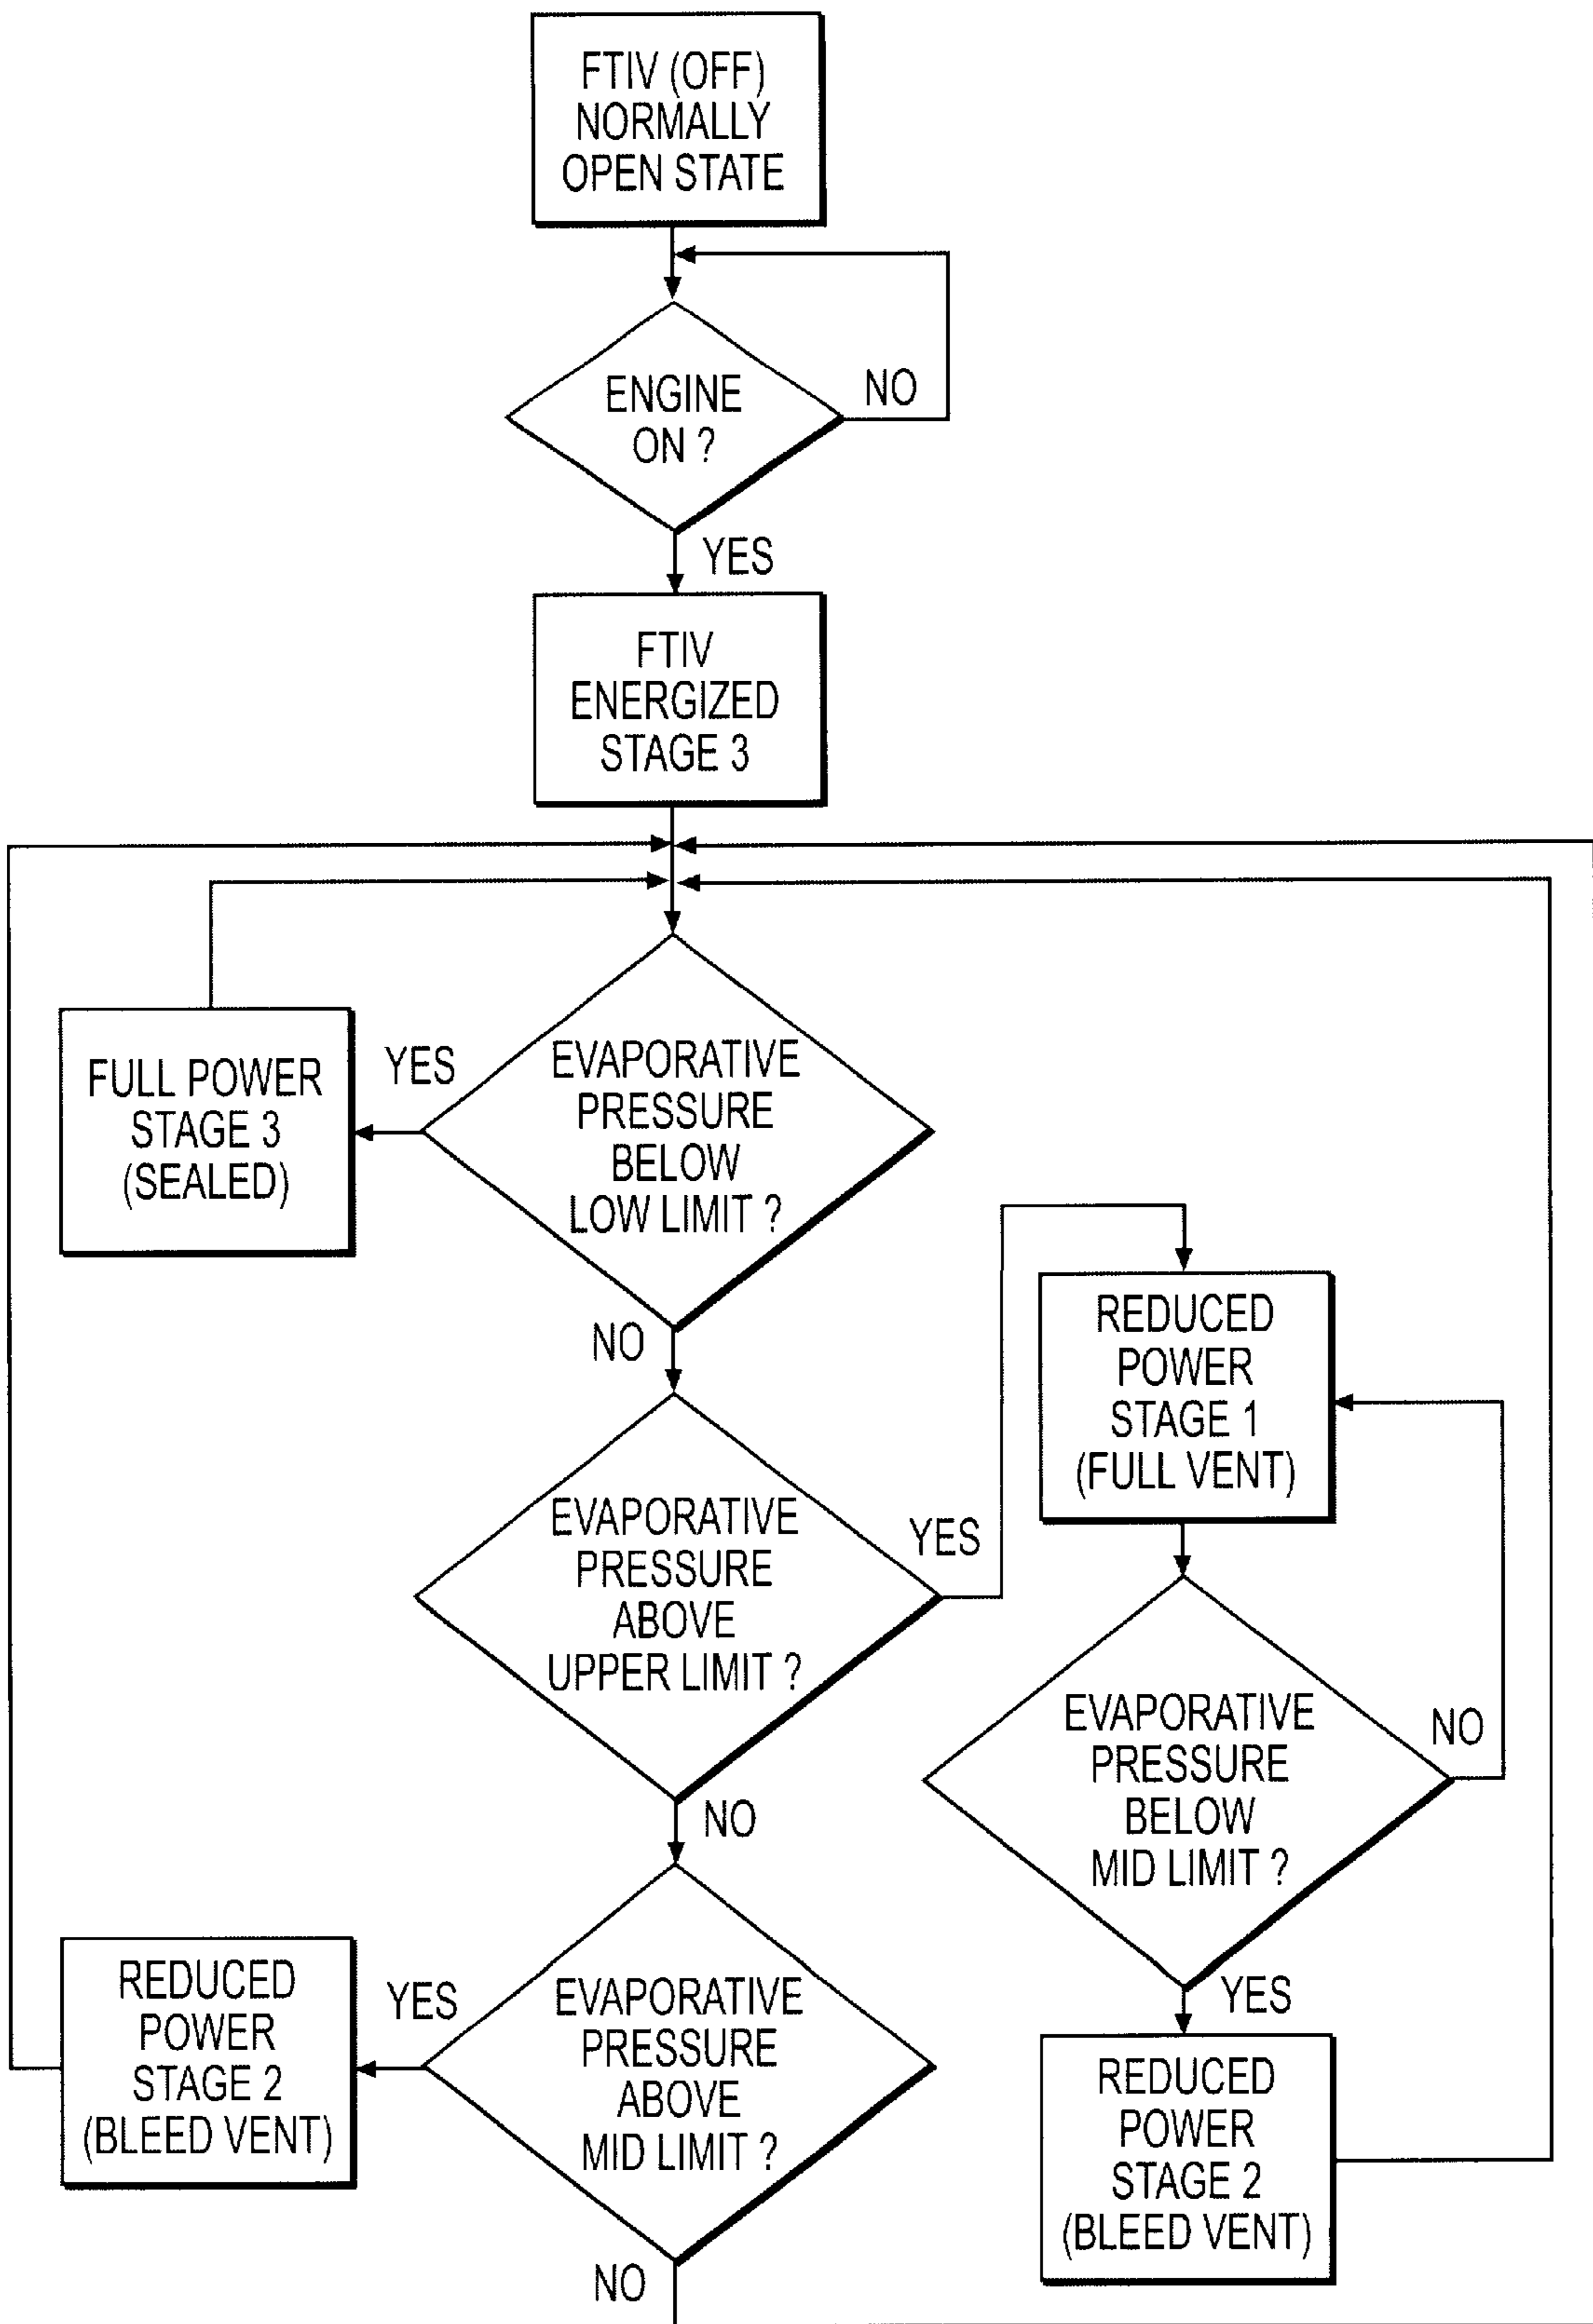 FTIV (OFF)
NORMALLY
OPEN STATE
ENGINE
ON ?
NO
YES
FTIV
ENERGIZED
STAGE 3
EVAPORATIVE
PRESSURE
BELOW
LOW LIMIT ?
YES
FULL POWER
STAGE 3
(SEALED)
NO
EVAPORATIVE
PRESSURE
ABOVE
UPPER LIMIT ?
YES
REDUCED
POWER
STAGE 1
(FULL VENT)
EVAPORATIVE
PRESSURE
BELOW
MID LIMIT ?
NO
YES
REDUCED
POWER
STAGE 2
(BLEED VENT)
NO
EVAPORATIVE
PRESSURE
ABOVE
MID LIMIT ?
YES
REDUCED
POWER
STAGE 2
(BLEED VENT)
NO